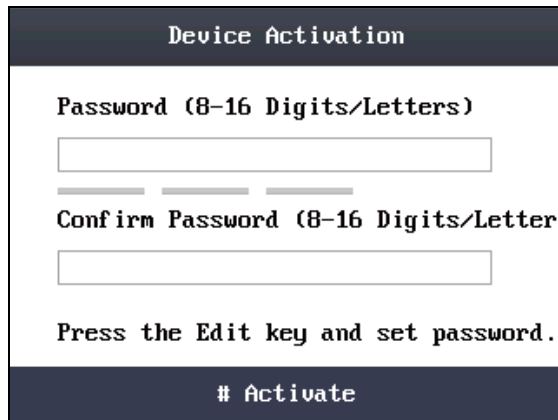 Device Activation
Password (8-16 Digits/Letters)
Confirm Password (8-16 Digits/Letter
Press the Edit key and set password.
# Activate